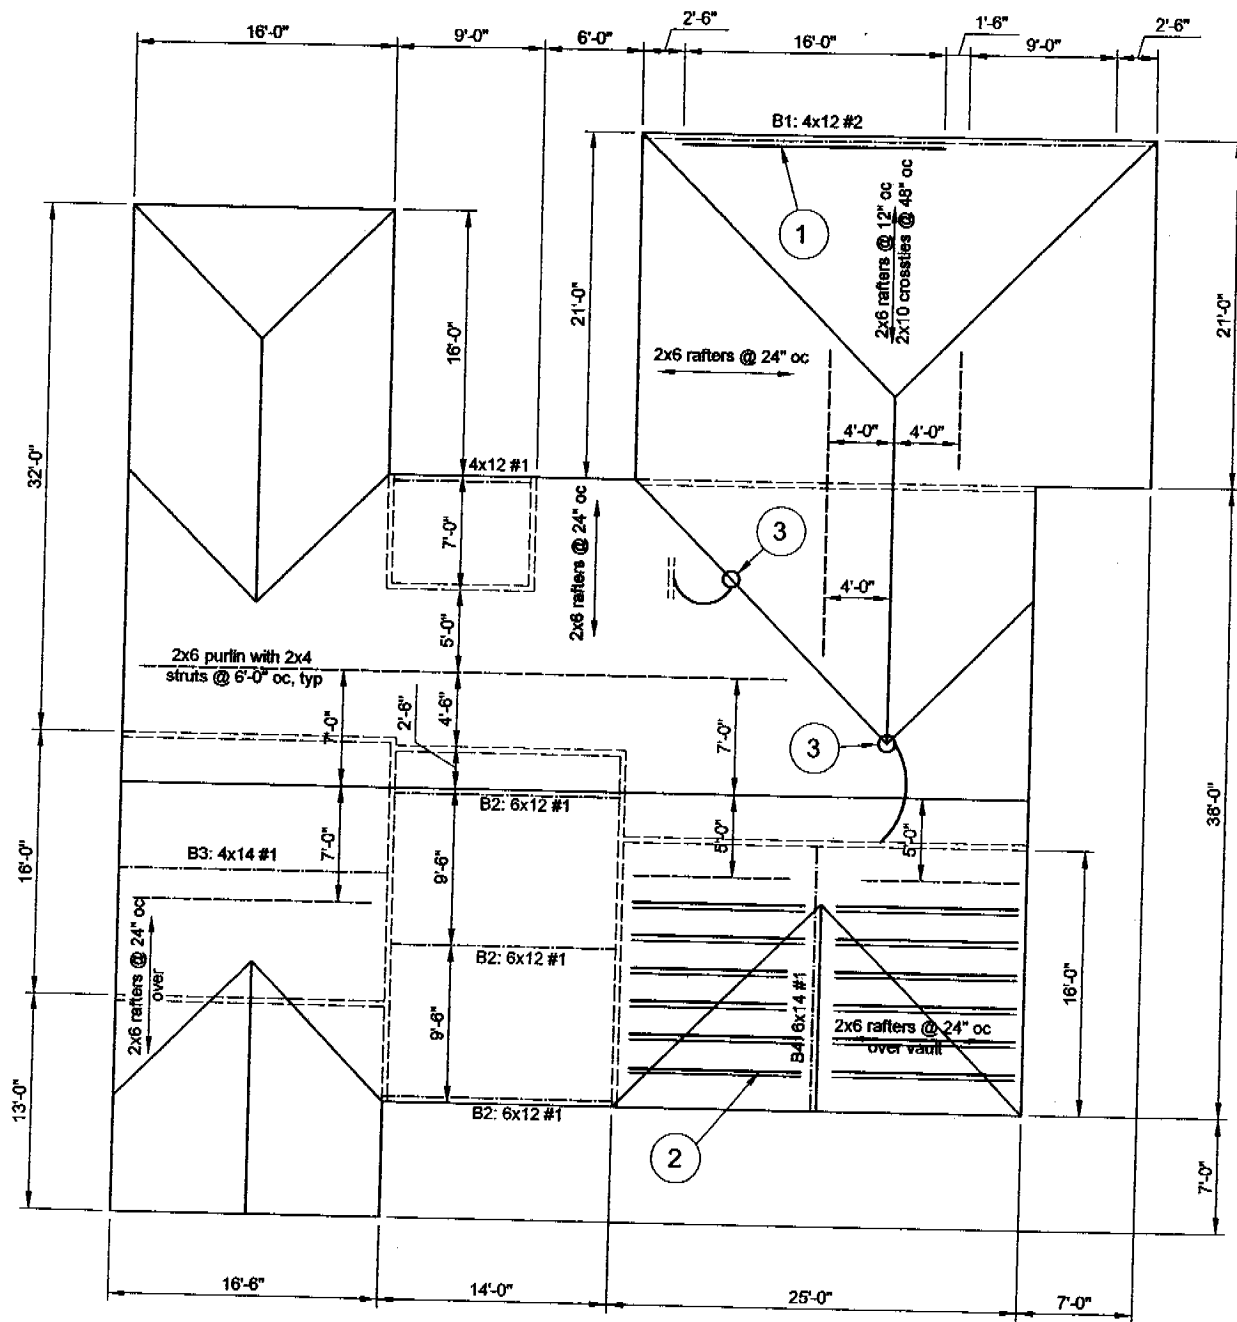 16'-0"
9'-0"
6'-0"
2'-6"
16'-0"
1'-6"
9'-0"
2'-6"
B1: 4x12 #2
1
2x6 rafters @ 12" oc
2x10 crossties @ 48" oc
21'-0"
21'-0"
16'-0"
2x6 rafters @ 24" oc
4'-0"
4'-0"
32'-0"
4x12 #1
7'-0"
2x6 rafters @ 24" oc
3
4'-0"
5'-0"
2x6 purlin with 2x4
struts @ 6'-0" oc, typ
2'-6"
4'-6"
7'-0"
7'-0"
3
B2: 6x12 #1
38'-0"
16'-0"
B3: 4x14 #1
7'-0"
9'-6"
5'-0"
5'-0"
2x6 rafters @ 24" oc
over
B2: 6x12 #1
B4: 6x14 #1
16'-0"
9'-6"
2x6 rafters @ 24" oc
over vault
13'-0"
B2: 6x12 #1
2
7'-0"
16'-6"
14'-0"
25'-0"
7'-0"